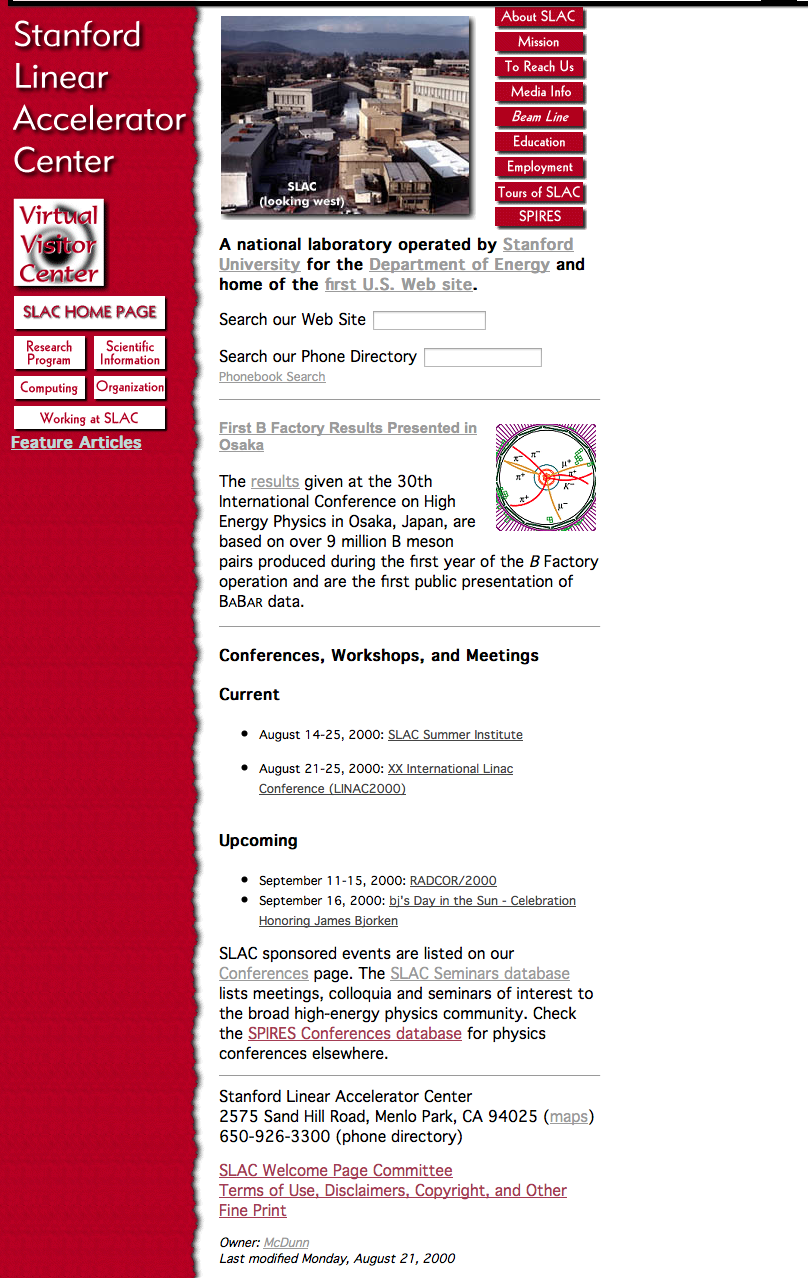 Stanford
Linear
Accelerator
Center
Virtual
Visitor
Center
SLAC HOME PAGE
Research
Program
Scientific
Information
Computing
Organization
Working at SLAC
Feature Articles
SLAC
(looking west)
About SLAC
Mission
To Reach Us
Media Info
Beam Line
Education
Employment
Tours of SLAC
SPIRES
A national laboratory operated by Stanford
University for the Department of Energy and
home of the first U.S. Web site.
Search our Web Site
Search our Phone Directory
Phonebook Search
First B Factory Results Presented in
Osaka
π⁻ π⁻
μ⁺
π⁺ π⁺
K⁻
π⁺ μ⁻
The results given at the 30th
International Conference on High
Energy Physics in Osaka, Japan, are
based on over 9 million B meson
pairs produced during the first year of the B Factory
operation and are the first public presentation of
BABAR data.
Conferences, Workshops, and Meetings
Current
• August 14-25, 2000: SLAC Summer Institute
• August 21-25, 2000: XX International Linac
Conference (LINAC2000)
Upcoming
• September 11-15, 2000: RADCOR/2000
• September 16, 2000: bj's Day in the Sun - Celebration
Honoring James Bjorken
SLAC sponsored events are listed on our
Conferences page. The SLAC Seminars database
lists meetings, colloquia and seminars of interest to
the broad high-energy physics community. Check
the SPIRES Conferences database for physics
conferences elsewhere.
Stanford Linear Accelerator Center
2575 Sand Hill Road, Menlo Park, CA 94025 (maps)
650-926-3300 (phone directory)
SLAC Welcome Page Committee
Terms of Use, Disclaimers, Copyright, and Other
Fine Print
Owner: McDunn
Last modified Monday, August 21, 2000